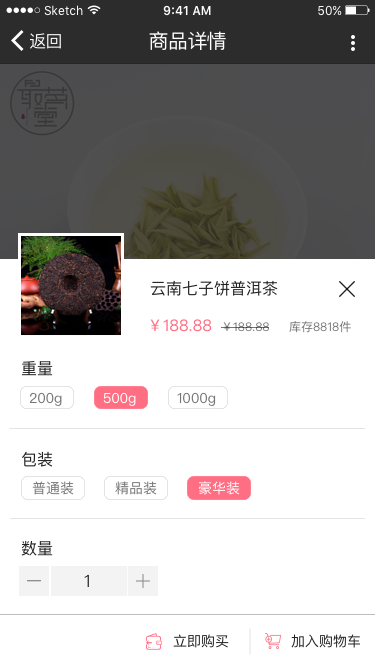 Sketch 9:41 AM 50%
返回 商品详情
云南七子饼普洱茶
¥188.88 ¥188.88 库存8818件
重量
200g 500g 1000g
包装
普通装 精品装 豪华装
数量
— 1 +
立即购买 加入购物车